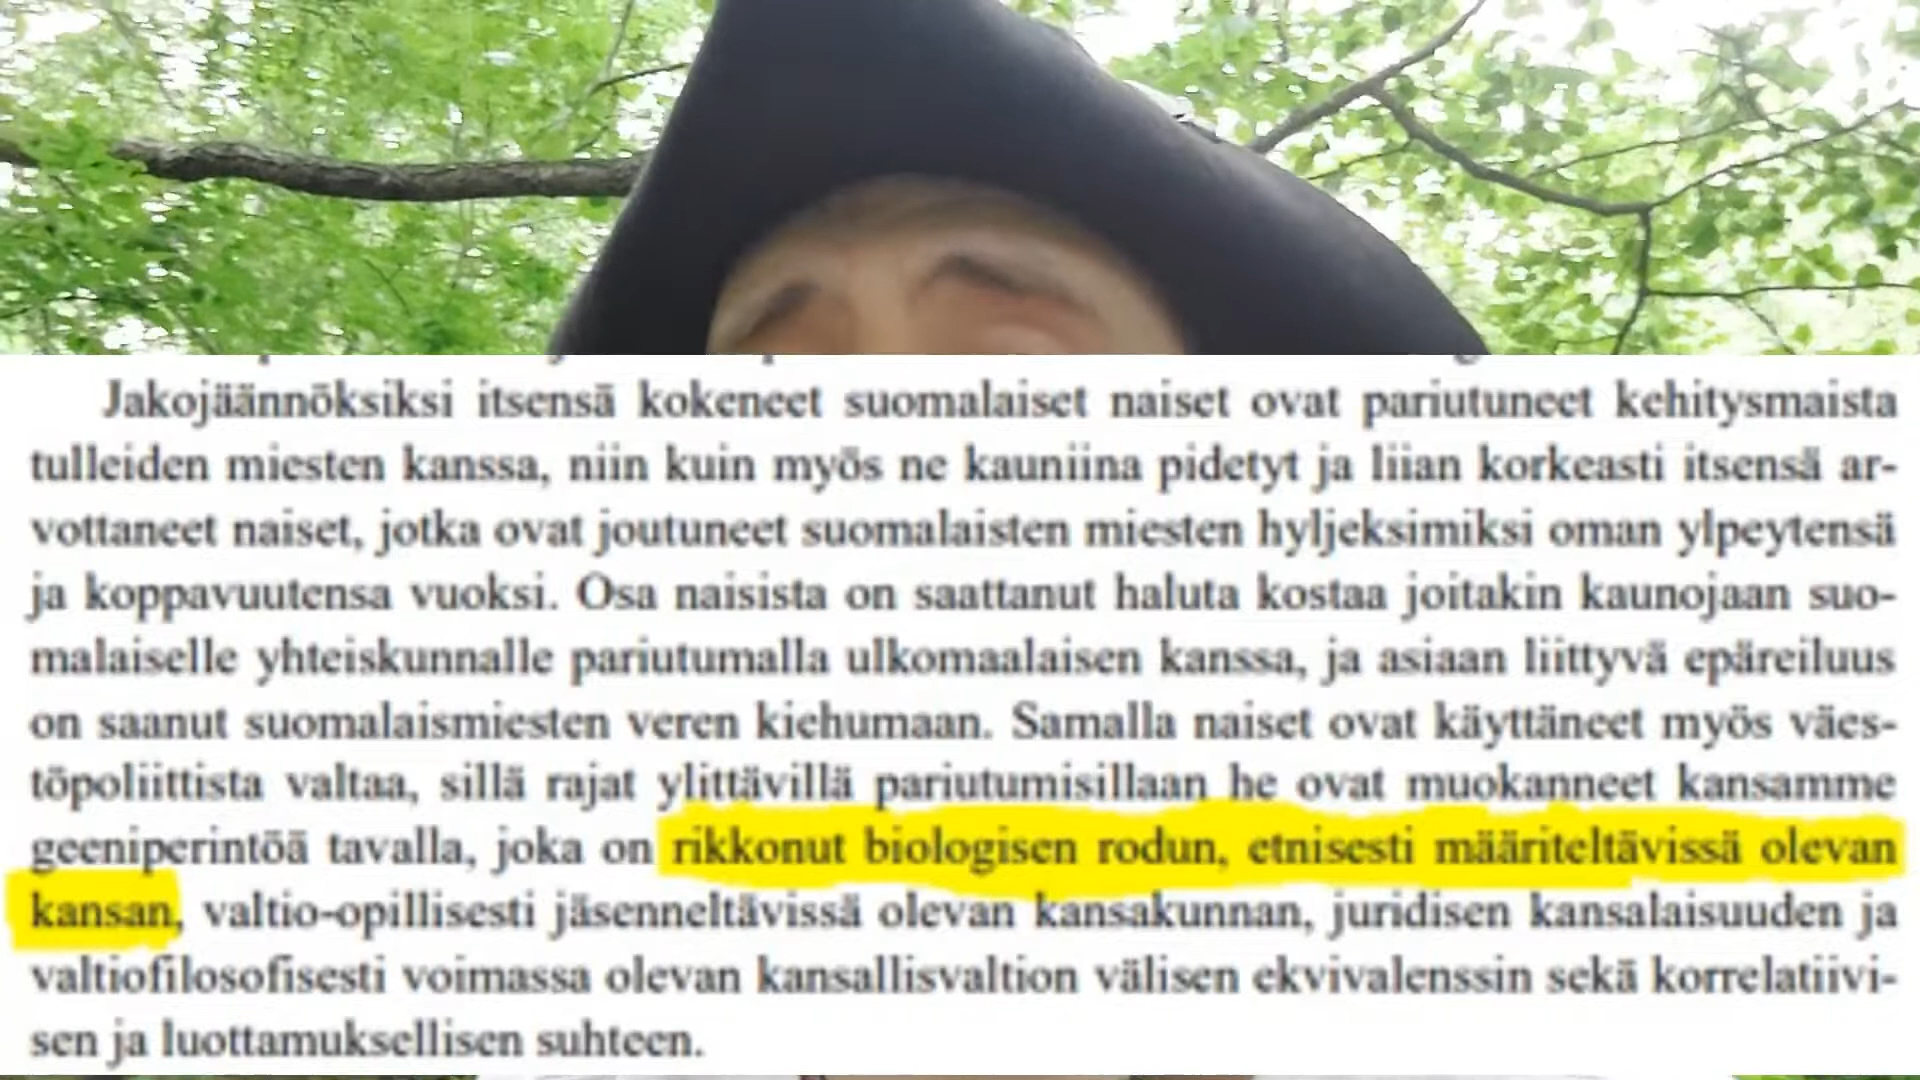 Jakojäännöksiksi itsensä kokeneet suomalaiset naiset ovat pariutuneet kehitysmaista
tulleiden miesten kanssa, niin kuin myös ne kauniina pidetyt ja liian korkeasti itsensä ar-
vottaneet naiset, jotka ovat joutuneet suomalaisten miesten hyljeksimiksi oman ylpeytensä
ja koppavuutensa vuoksi. Osa naisista on saattanut haluta kostaa joitakin kaunojaan suo-
malaiselle yhteiskunnalle pariutumalla ulkomaalaisen kanssa, ja asiaan liittyvä epäreiluus
on saanut suomalaismiesten veren kiehumaan. Samalla naiset ovat käyttäneet myös väes-
töpoliittista valtaa, sillä rajat ylittävillä pariutumisillaan he ovat muokanneet kansamme
geeniperintöä tavalla, joka on rikkonut biologisen rodun, etnisesti määriteltävissä olevan
kansan, valtio-opillisesti jäsenneltävissä olevan kansakunnan, juridisen kansalaisuuden ja
valtiofilosofisesti voimassa olevan kansallisvaltion välisen ekvivalenssin sekä korrelatiivi-
sen ja luottamuksellisen suhteen.